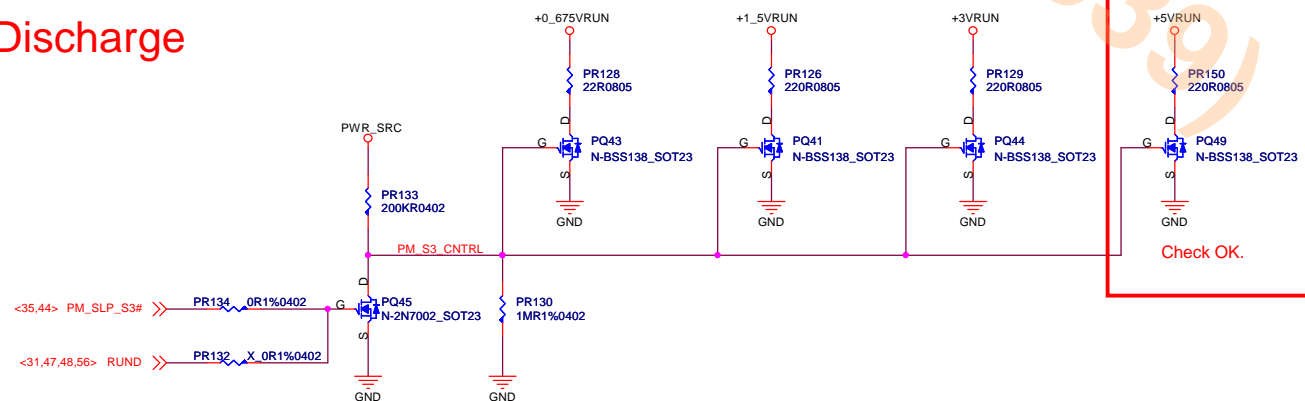 Discharge
+0_675VRUN
+1_5VRUN
+3VRUN
+5VRUN
39)
PR128
22R0805
PR126
220R0805
PR129
220R0805
PR150
220R0805
PWR_SRC
D
D
D
D
G
G
G
G
PQ43
N-BSS138_SOT23
PQ41
N-BSS138_SOT23
PQ44
N-BSS138_SOT23
PQ49
N-BSS138_SOT23
S
S
S
S
PR133
200KR0402
GND
GND
GND
GND
PM_S3_CNTRL
Check OK.
D
<35,44> PM_SLP_S3#
PR134 0R1%0402
G
PQ45
N-2N7002_SOT23
S
PR130
1MR1%0402
<31,47,48,56> RUND
PR132 X_0R1%0402
GND
GND